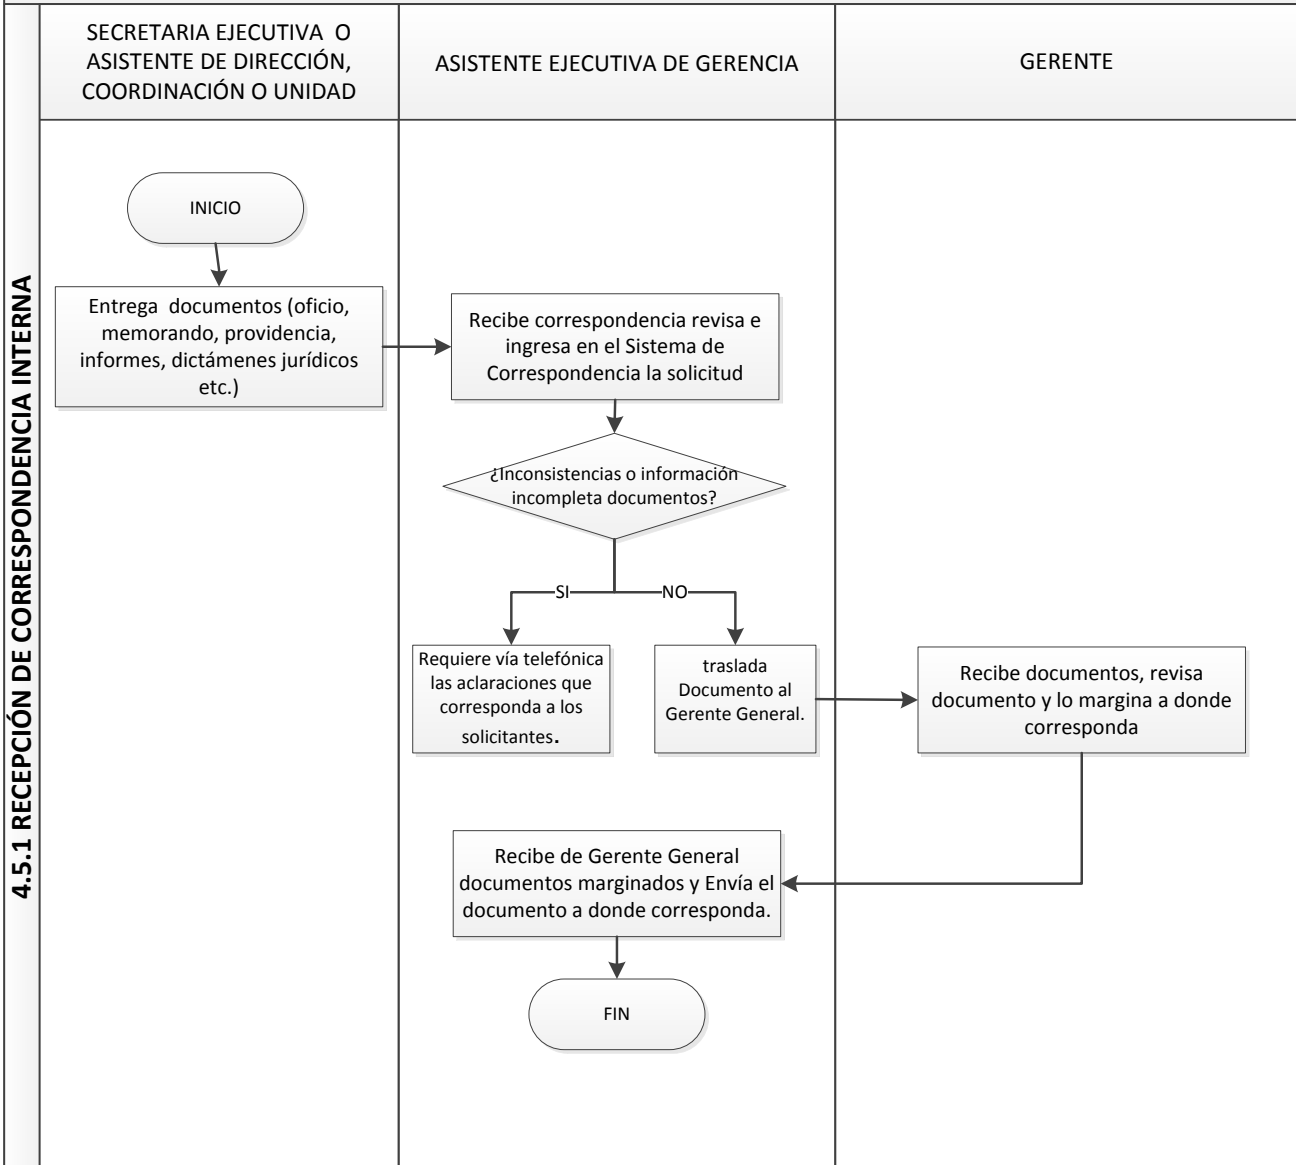 4.5.1 RECEPCIÓN DE CORRESPONDENCIA INTERNA
SECRETARIA EJECUTIVA  O
ASISTENTE DE DIRECCIÓN,
COORDINACIÓN O UNIDAD
ASISTENTE EJECUTIVA DE GERENCIA
GERENTE
INICIO
Entrega  documentos (oficio,
memorando, providencia,
informes, dictámenes jurídicos
etc.)
Recibe correspondencia revisa e
ingresa en el Sistema de
Correspondencia la solicitud
¿Inconsistencias o información
incompleta documentos?
SI
NO
Requiere vía telefónica
las aclaraciones que
corresponda a los
solicitantes.
traslada
Documento al
Gerente General.
Recibe documentos, revisa
documento y lo margina a donde
corresponda
Recibe de Gerente General
documentos marginados y Envía el
documento a donde corresponda.
FIN